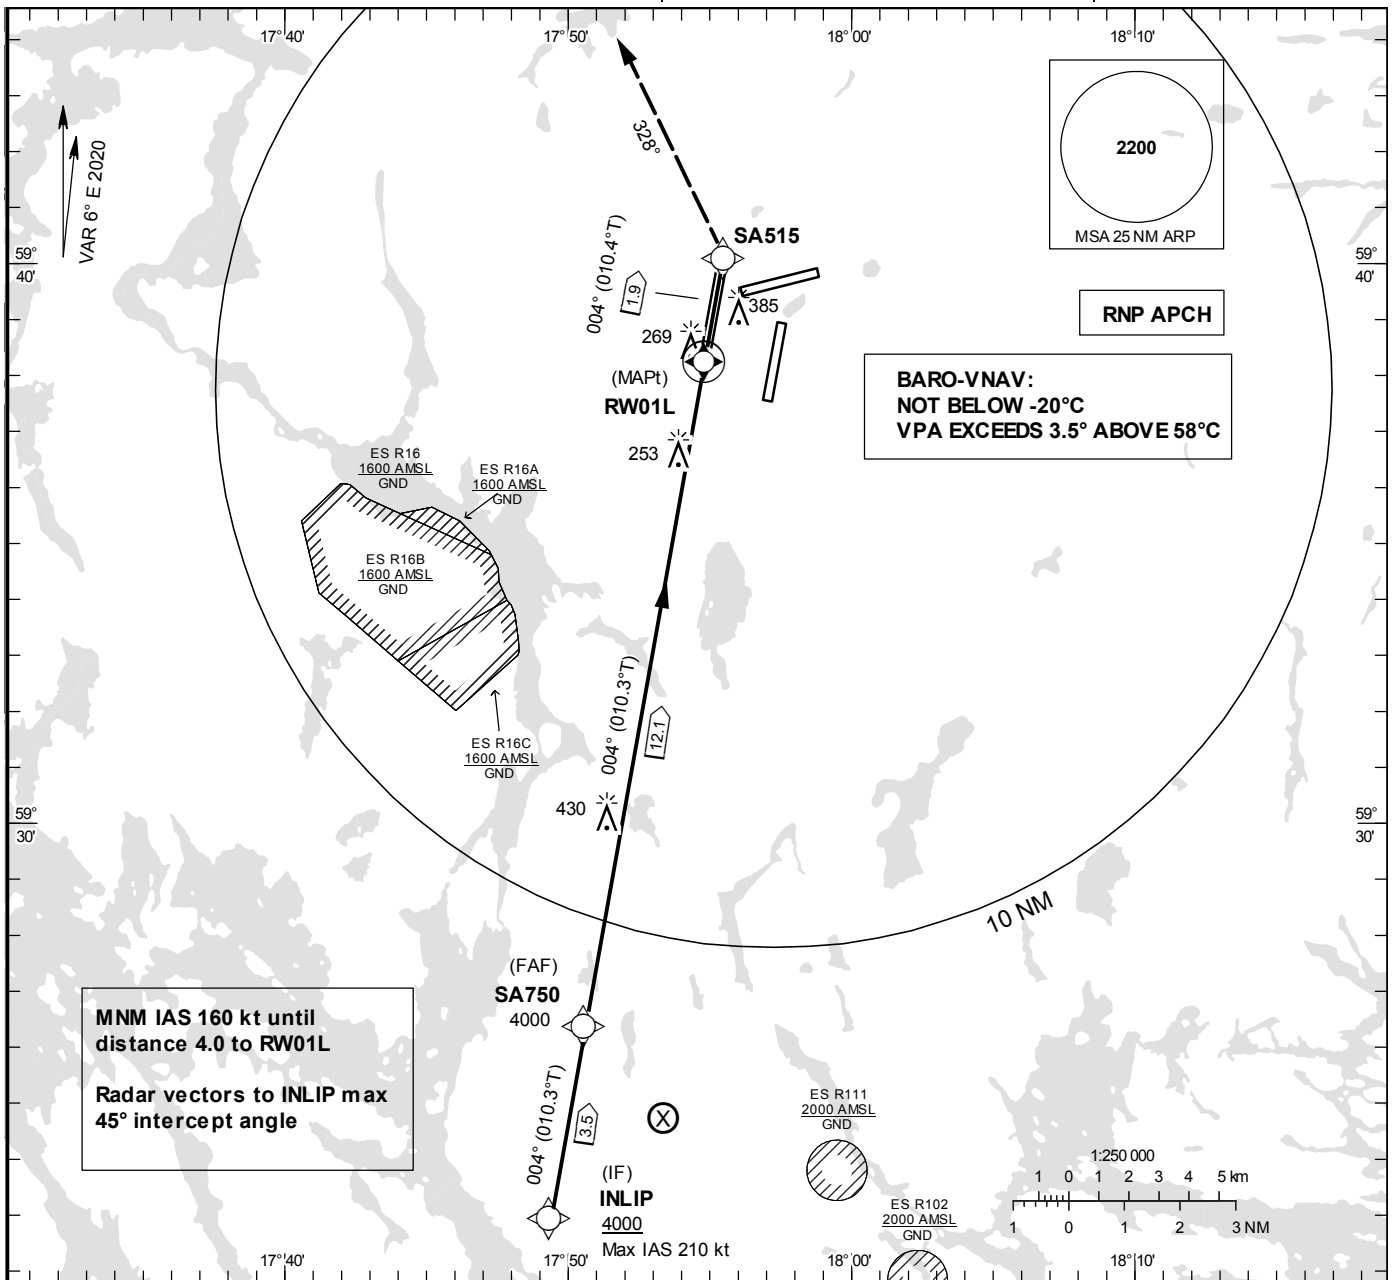 17°40'
17°50'
18°00'
18°10'
VAR 6° E 2020
328°
2200
MSA 25 NM ARP
SA515
004° (010.4°T)
1.9
59°
40'
59°
40'
385
269
RNP APCH
(MAPt)
RW01L
BARO-VNAV:
NOT BELOW -20°C
VPA EXCEEDS 3.5° ABOVE 58°C
253
ES R16
1600 AMSL
GND
ES R16A
1600 AMSL
GND
ES R16B
1600 AMSL
GND
004° (010.3°T)
12.1
ES R16C
1600 AMSL
GND
430
59°
30'
59°
30'
10 NM
(FAF)
SA750
4000
MNM IAS 160 kt until
distance 4.0 to RW01L
Radar vectors to INLIP max
45° intercept angle
004° (010.3°T)
3.5
X
ES R111
2000 AMSL
GND
(IF)
INLIP
4000
Max IAS 210 kt
1:250 000
1 0 1 2 3 4 5 km
1 0 1 2 3 NM
ES R102
2000 AMSL
GND
17°40'
17°50'
18°00'
18°10'